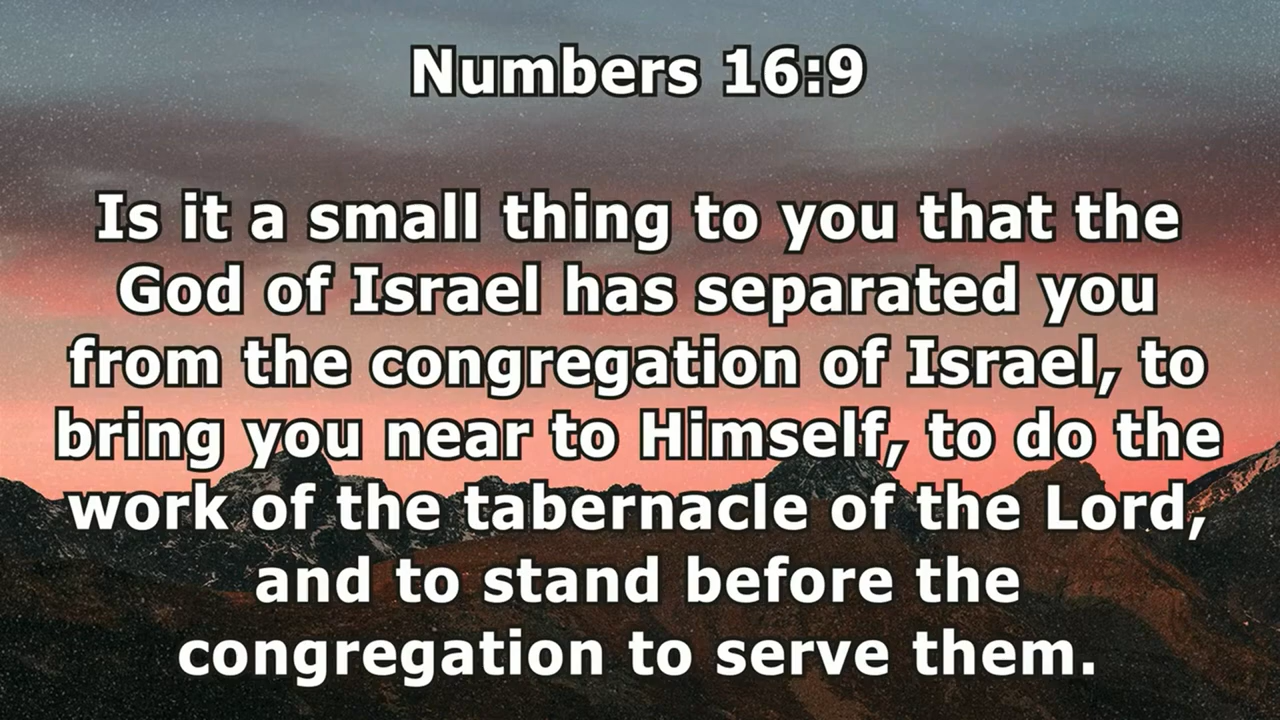 Numbers 16:9
Is it a small thing to you that the
God of Israel has separated you
from the congregation of Israel, to
bring you near to Himself, to do the
work of the tabernacle of the Lord,
and to stand before the
congregation to serve them.